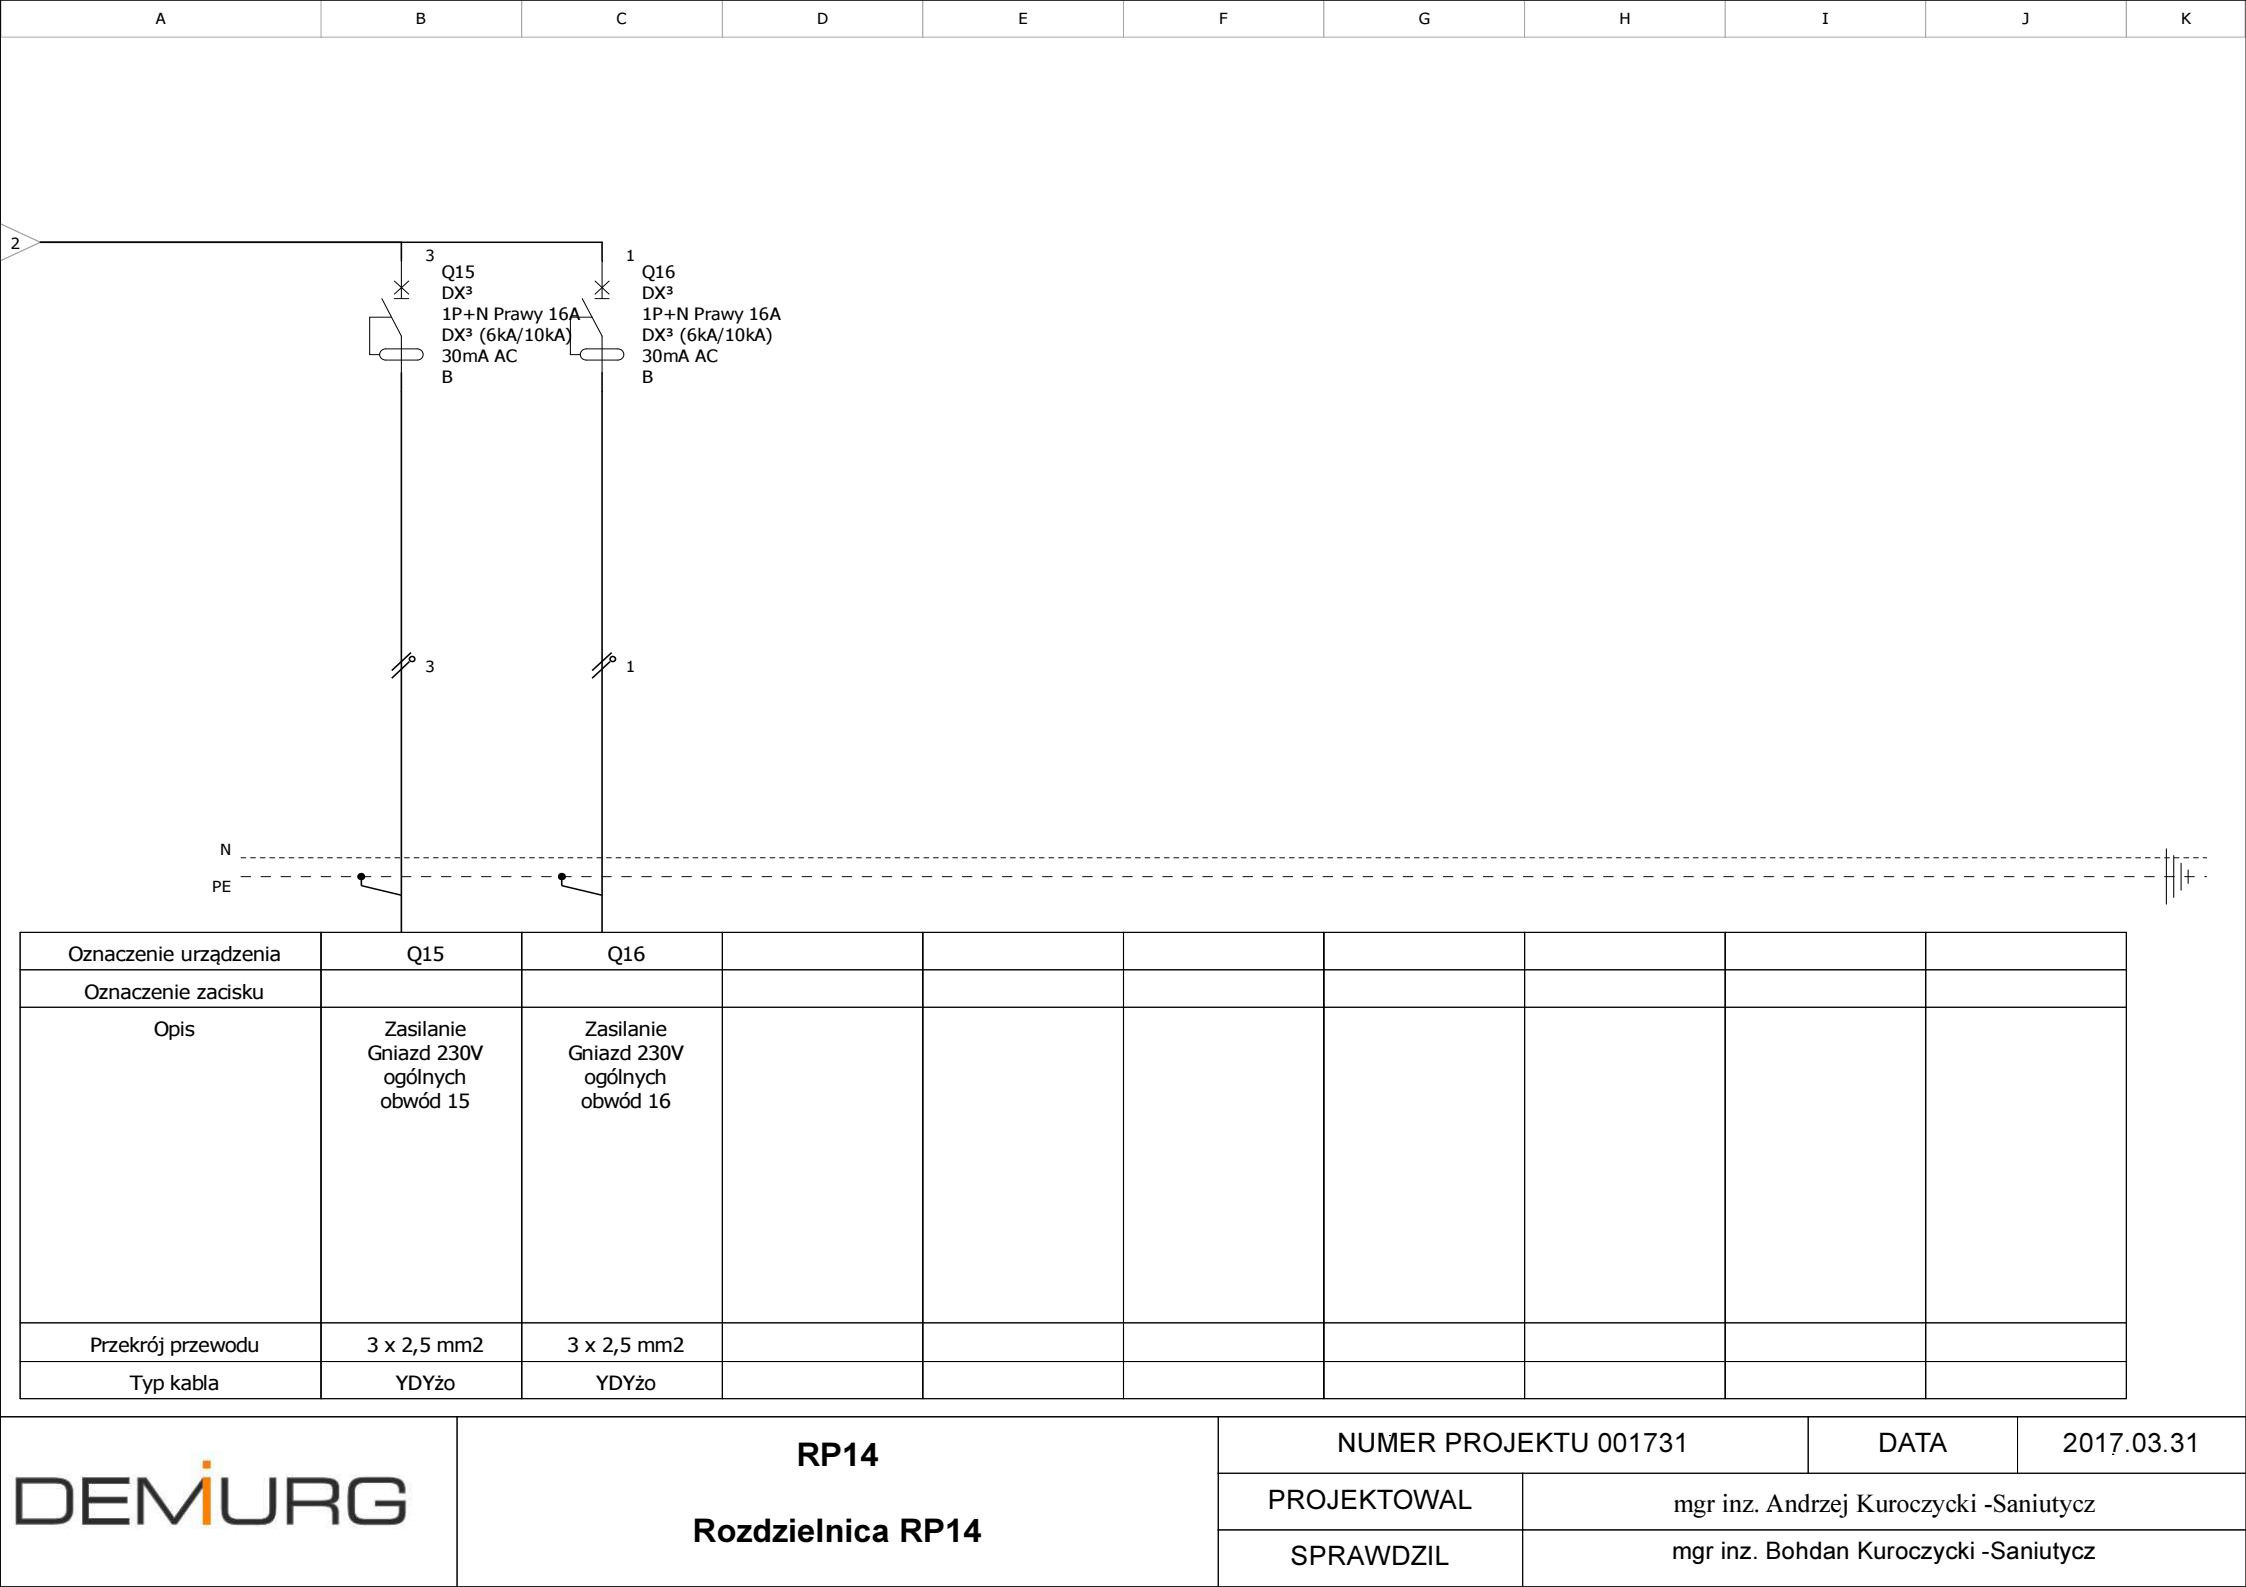 A B C D E F G H I J K
2
3
Q15
DX³
1P+N Prawy 16A
DX³ (6kA/10kA)
30mA AC
B
1
Q16
DX³
1P+N Prawy 16A
DX³ (6kA/10kA)
30mA AC
B
3
1
N
PE
Oznaczenie urządzenia Q15 Q16
Oznaczenie zacisku
Opis
Zasilanie
Gniazd 230V
ogólnych
obwód 15
Zasilanie
Gniazd 230V
ogólnych
obwód 16
Przekrój przewodu 3 x 2,5 mm2 3 x 2,5 mm2
Typ kabla YDYżo YDYżo
DEMiURG
RP14
Rozdzielnica RP14
NUMER PROJEKTU 001731 DATA 2017.03.31
PROJEKTOWAL mgr inz. Andrzej Kuroczycki -Saniutycz
SPRAWDZIL mgr inz. Bohdan Kuroczycki -Saniutycz